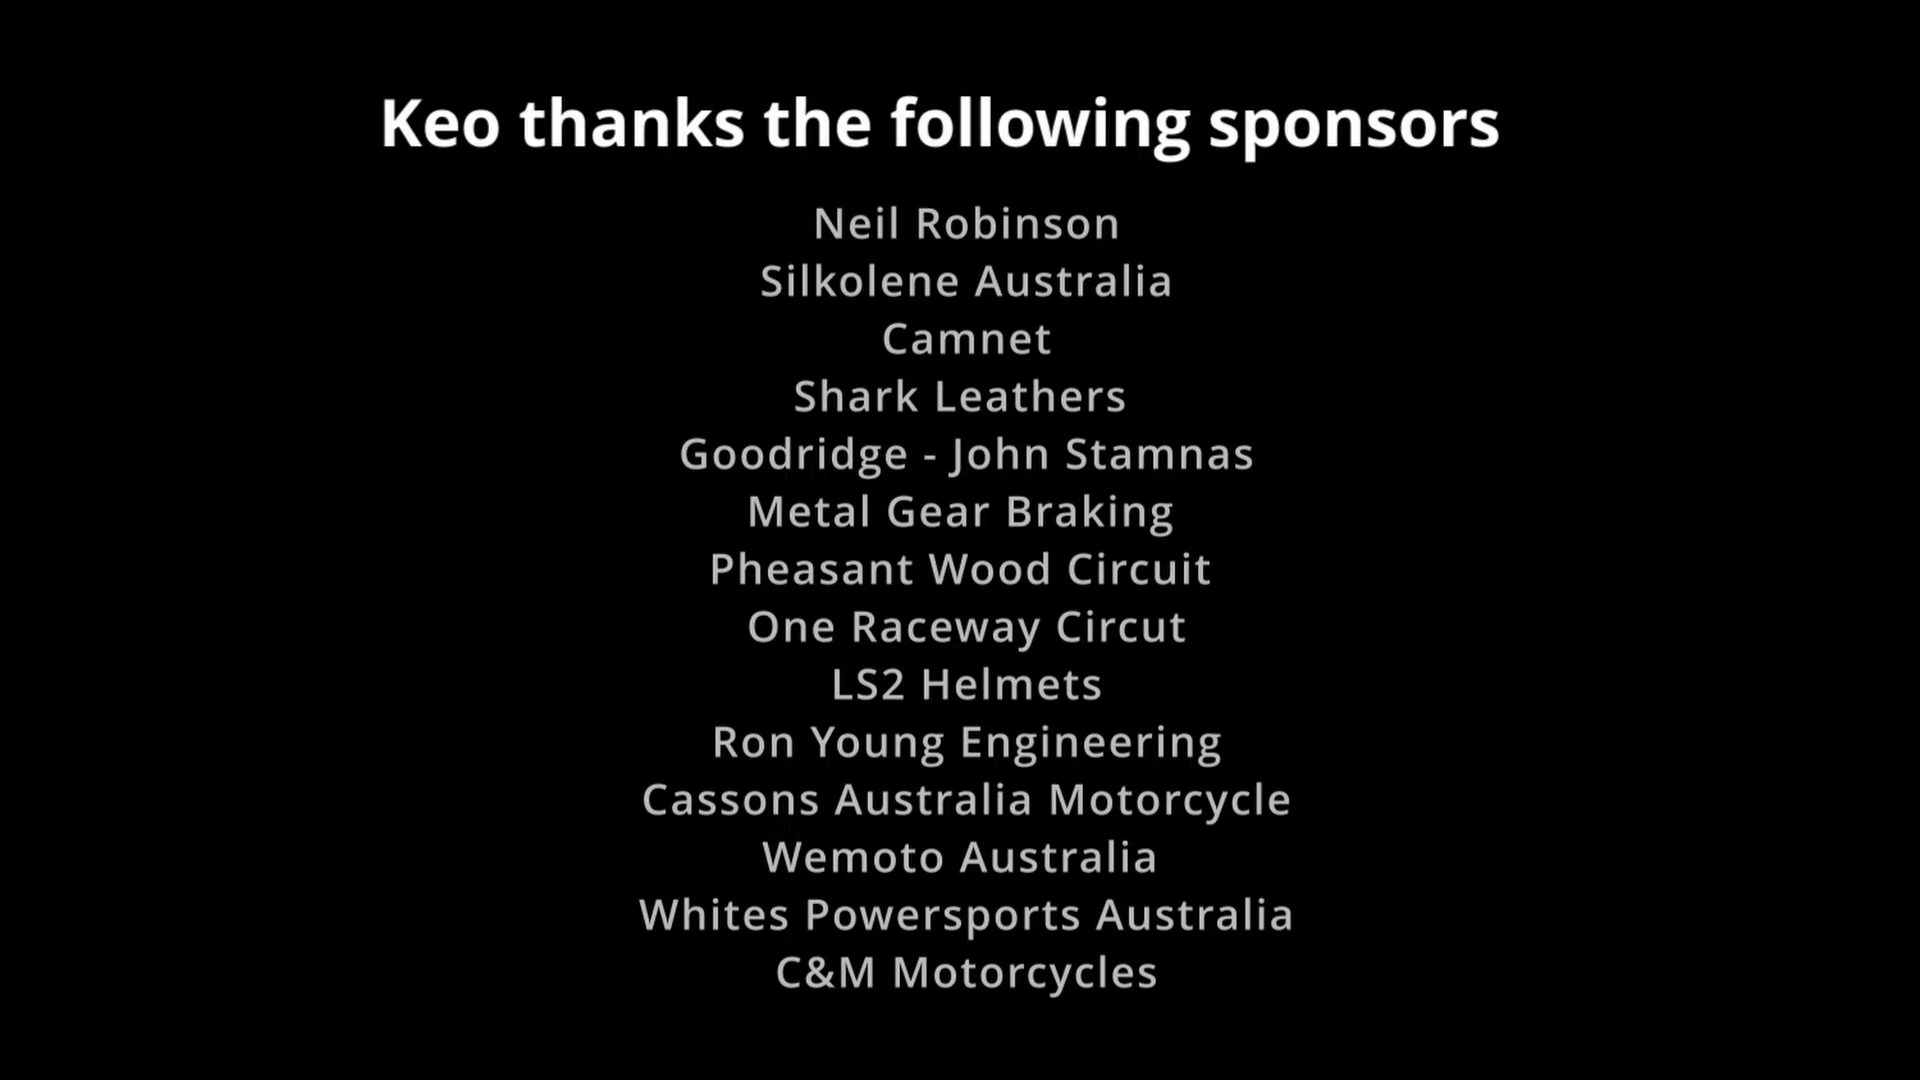 Keo thanks the following sponsors
Neil Robinson
Silkolene Australia
Camnet
Shark Leathers
Goodridge - John Stamnas
Metal Gear Braking
Pheasant Wood Circuit
One Raceway Circut
LS2 Helmets
Ron Young Engineering
Cassons Australia Motorcycle
Wemoto Australia
Whites Powersports Australia
C&M Motorcycles